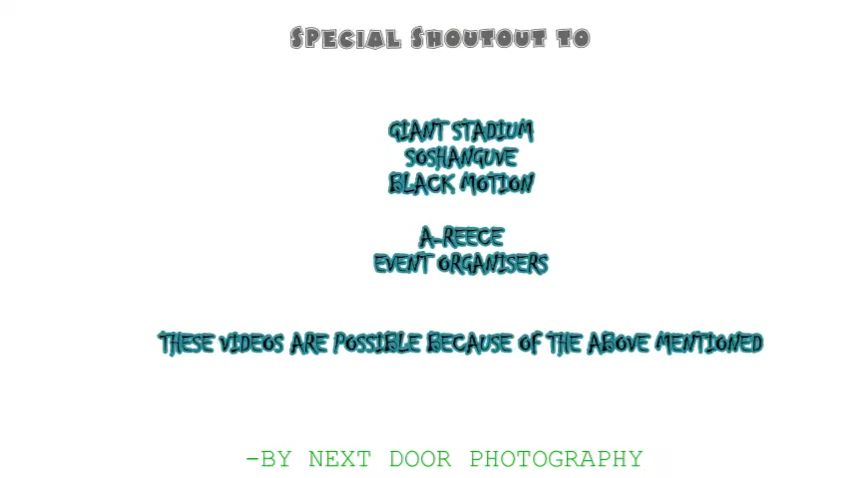 SPECIAL SHOUTOUT TO
GIANT STADIUM
SOSHANGUVE
BLACK MOTION
A-REECE
EVENT ORGANISERS
THESE VIDEOS ARE POSSIBLE BECAUSE OF THE ABOVE MENTIONED
-BY NEXT DOOR PHOTOGRAPHY